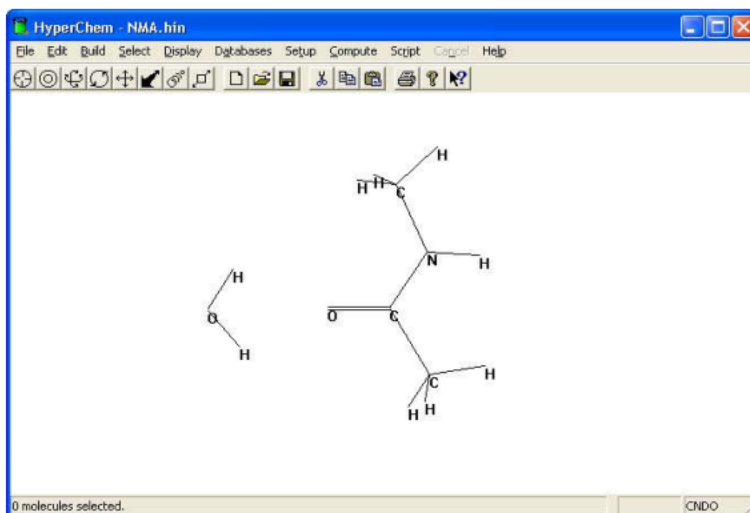 HyperChem - NMA.hin
File Edit Build Select Display Databases Setup Compute Script Cancel Help
H
H H C
N H
H
O O C
H
C H
H H
0 molecules selected. CNDO